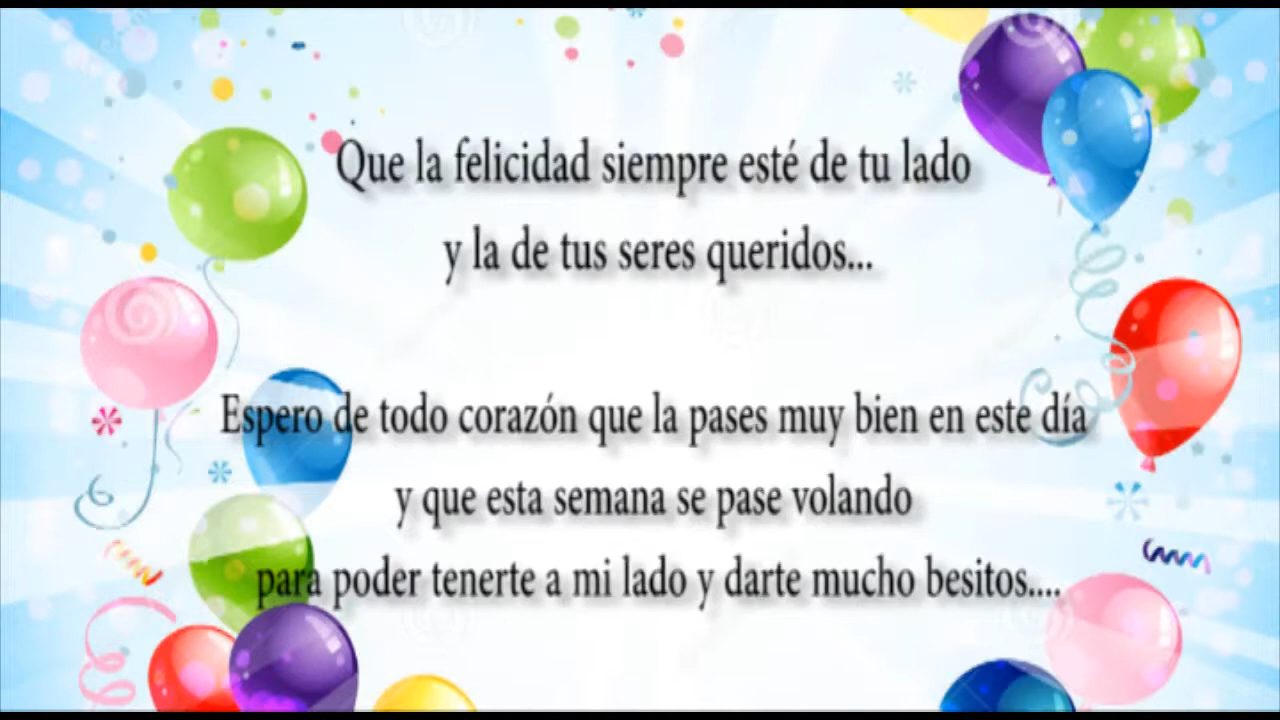 Que la felicidad siempre esté de tu lado
y la de tus seres queridos...
Espero de todo corazón que la pases muy bien en este día
y que esta semana se pase volando
para poder tenerte a mi lado y darte mucho besitos....